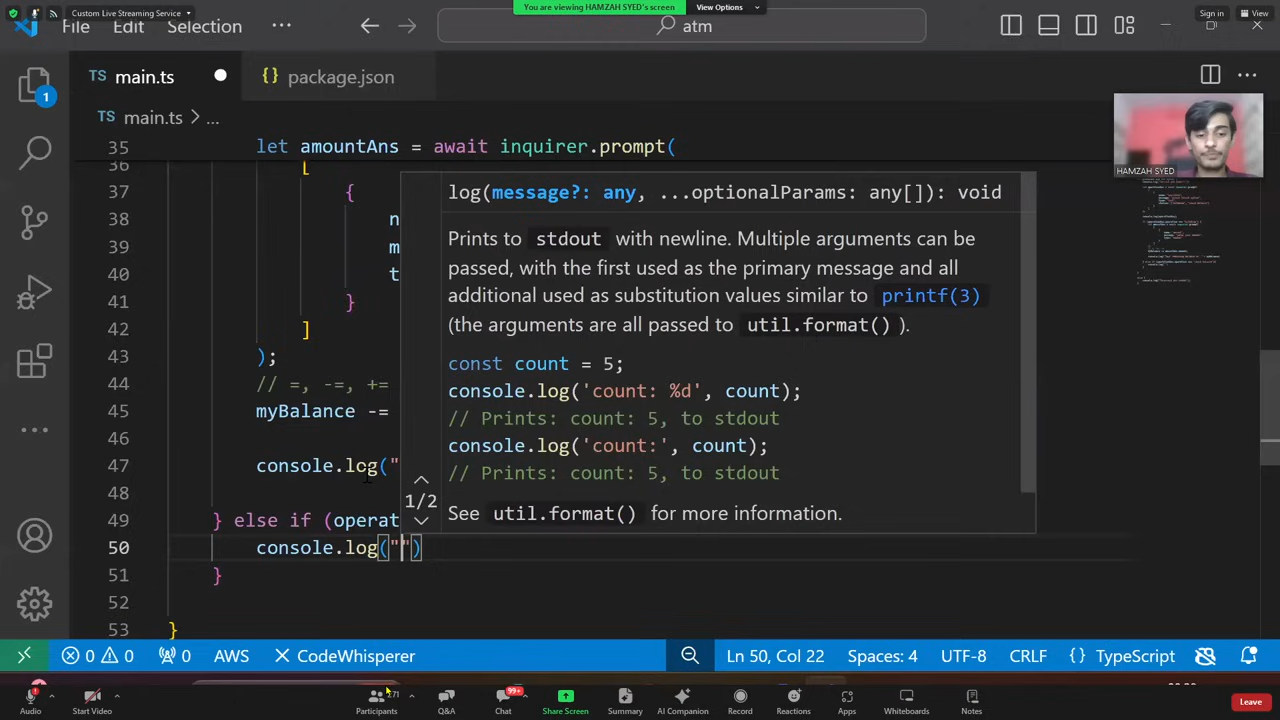 Custom Live Streaming Service
You are viewing HAMZAH SYED's screen
View Options
Sign in
View
File Edit Selection ···
atm
TS main.ts
{} package.json
1
TS main.ts > ...
35 let amountAns = await inquirer.prompt(
36 [
37 {
38 n
39 m
40 t
41 }
42 ]
43 );
44 // =, -=, +=
45 myBalance -=
46
47 console.log("
48
49 } else if (operat
50 console.log("")
51 }
52
53 }
log(message?: any, ...optionalParams: any[]): void
Prints to stdout with newline. Multiple arguments can be
passed, with the first used as the primary message and all
additional used as substitution values similar to printf(3)
(the arguments are all passed to util.format() ).
const count = 5;
console.log('count: %d', count);
// Prints: count: 5, to stdout
console.log('count:', count);
// Prints: count: 5, to stdout
1/2
See util.format() for more information.
HAMZAH SYED
0 0 0 AWS CodeWhisperer
Ln 50, Col 22 Spaces: 4 UTF-8 CRLF {} TypeScript
Audio Start Video Participants Q&A Chat Share Screen Summary AI Companion Record Reactions Apps Whiteboards Notes Leave
99+